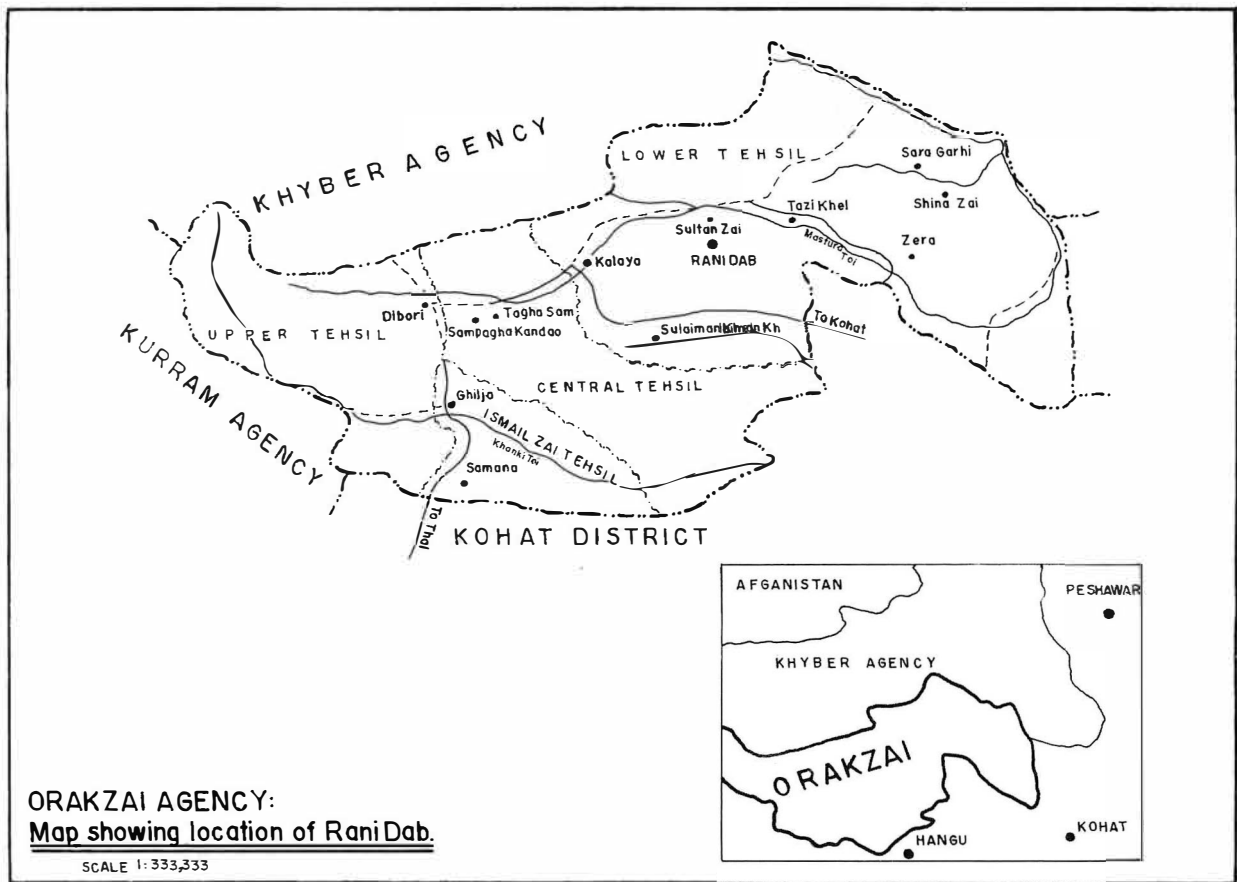 KHYBER AGENCY
LOWER TEHSIL
Sara Garhi
Shina Zai
Tazi Khel
Sultan Zai
RANI DAB
Mastura Toi
Zera
Kalaya
Dibori
Tagha Sam
Sampagha Kandao
UPPER TEHSIL
To Kohat
CENTRAL TEHSIL
KURRAM AGENCY
Ghiljo
ISMAIL ZAI TEHSIL
Khanki Toi
Samana
To Thal
KOHAT DISTRICT
AFGANISTAN
PESHAWAR
KHYBER AGENCY
ORAKZAI
KOHAT
HANGU
ORAKZAI AGENCY:
Map showing location of Rani Dab.
SCALE 1:333,333